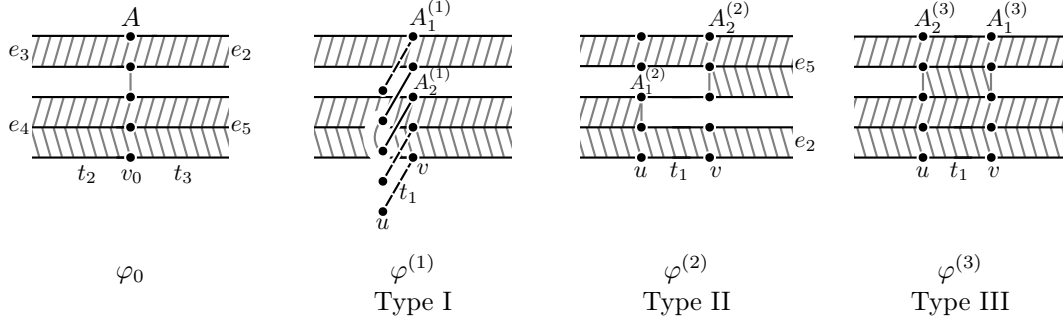 A A₁⁽¹⁾ A₂⁽²⁾ A₂⁽³⁾ A₁⁽³⁾
e₃ e₂ e₅
A₂⁽¹⁾ A₁⁽²⁾
e₄ e₅ e₂
t₂ v₀ t₃ v u t₁ v u t₁ v
t₁
u
φ₀ φ⁽¹⁾ φ⁽²⁾ φ⁽³⁾
Type I Type II Type III